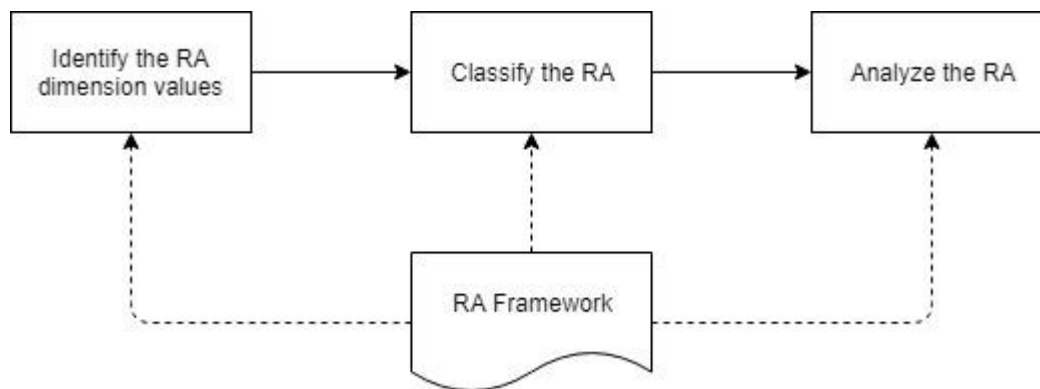 Identify the RA
dimension values
Classify the RA
Analyze the RA
RA Framework